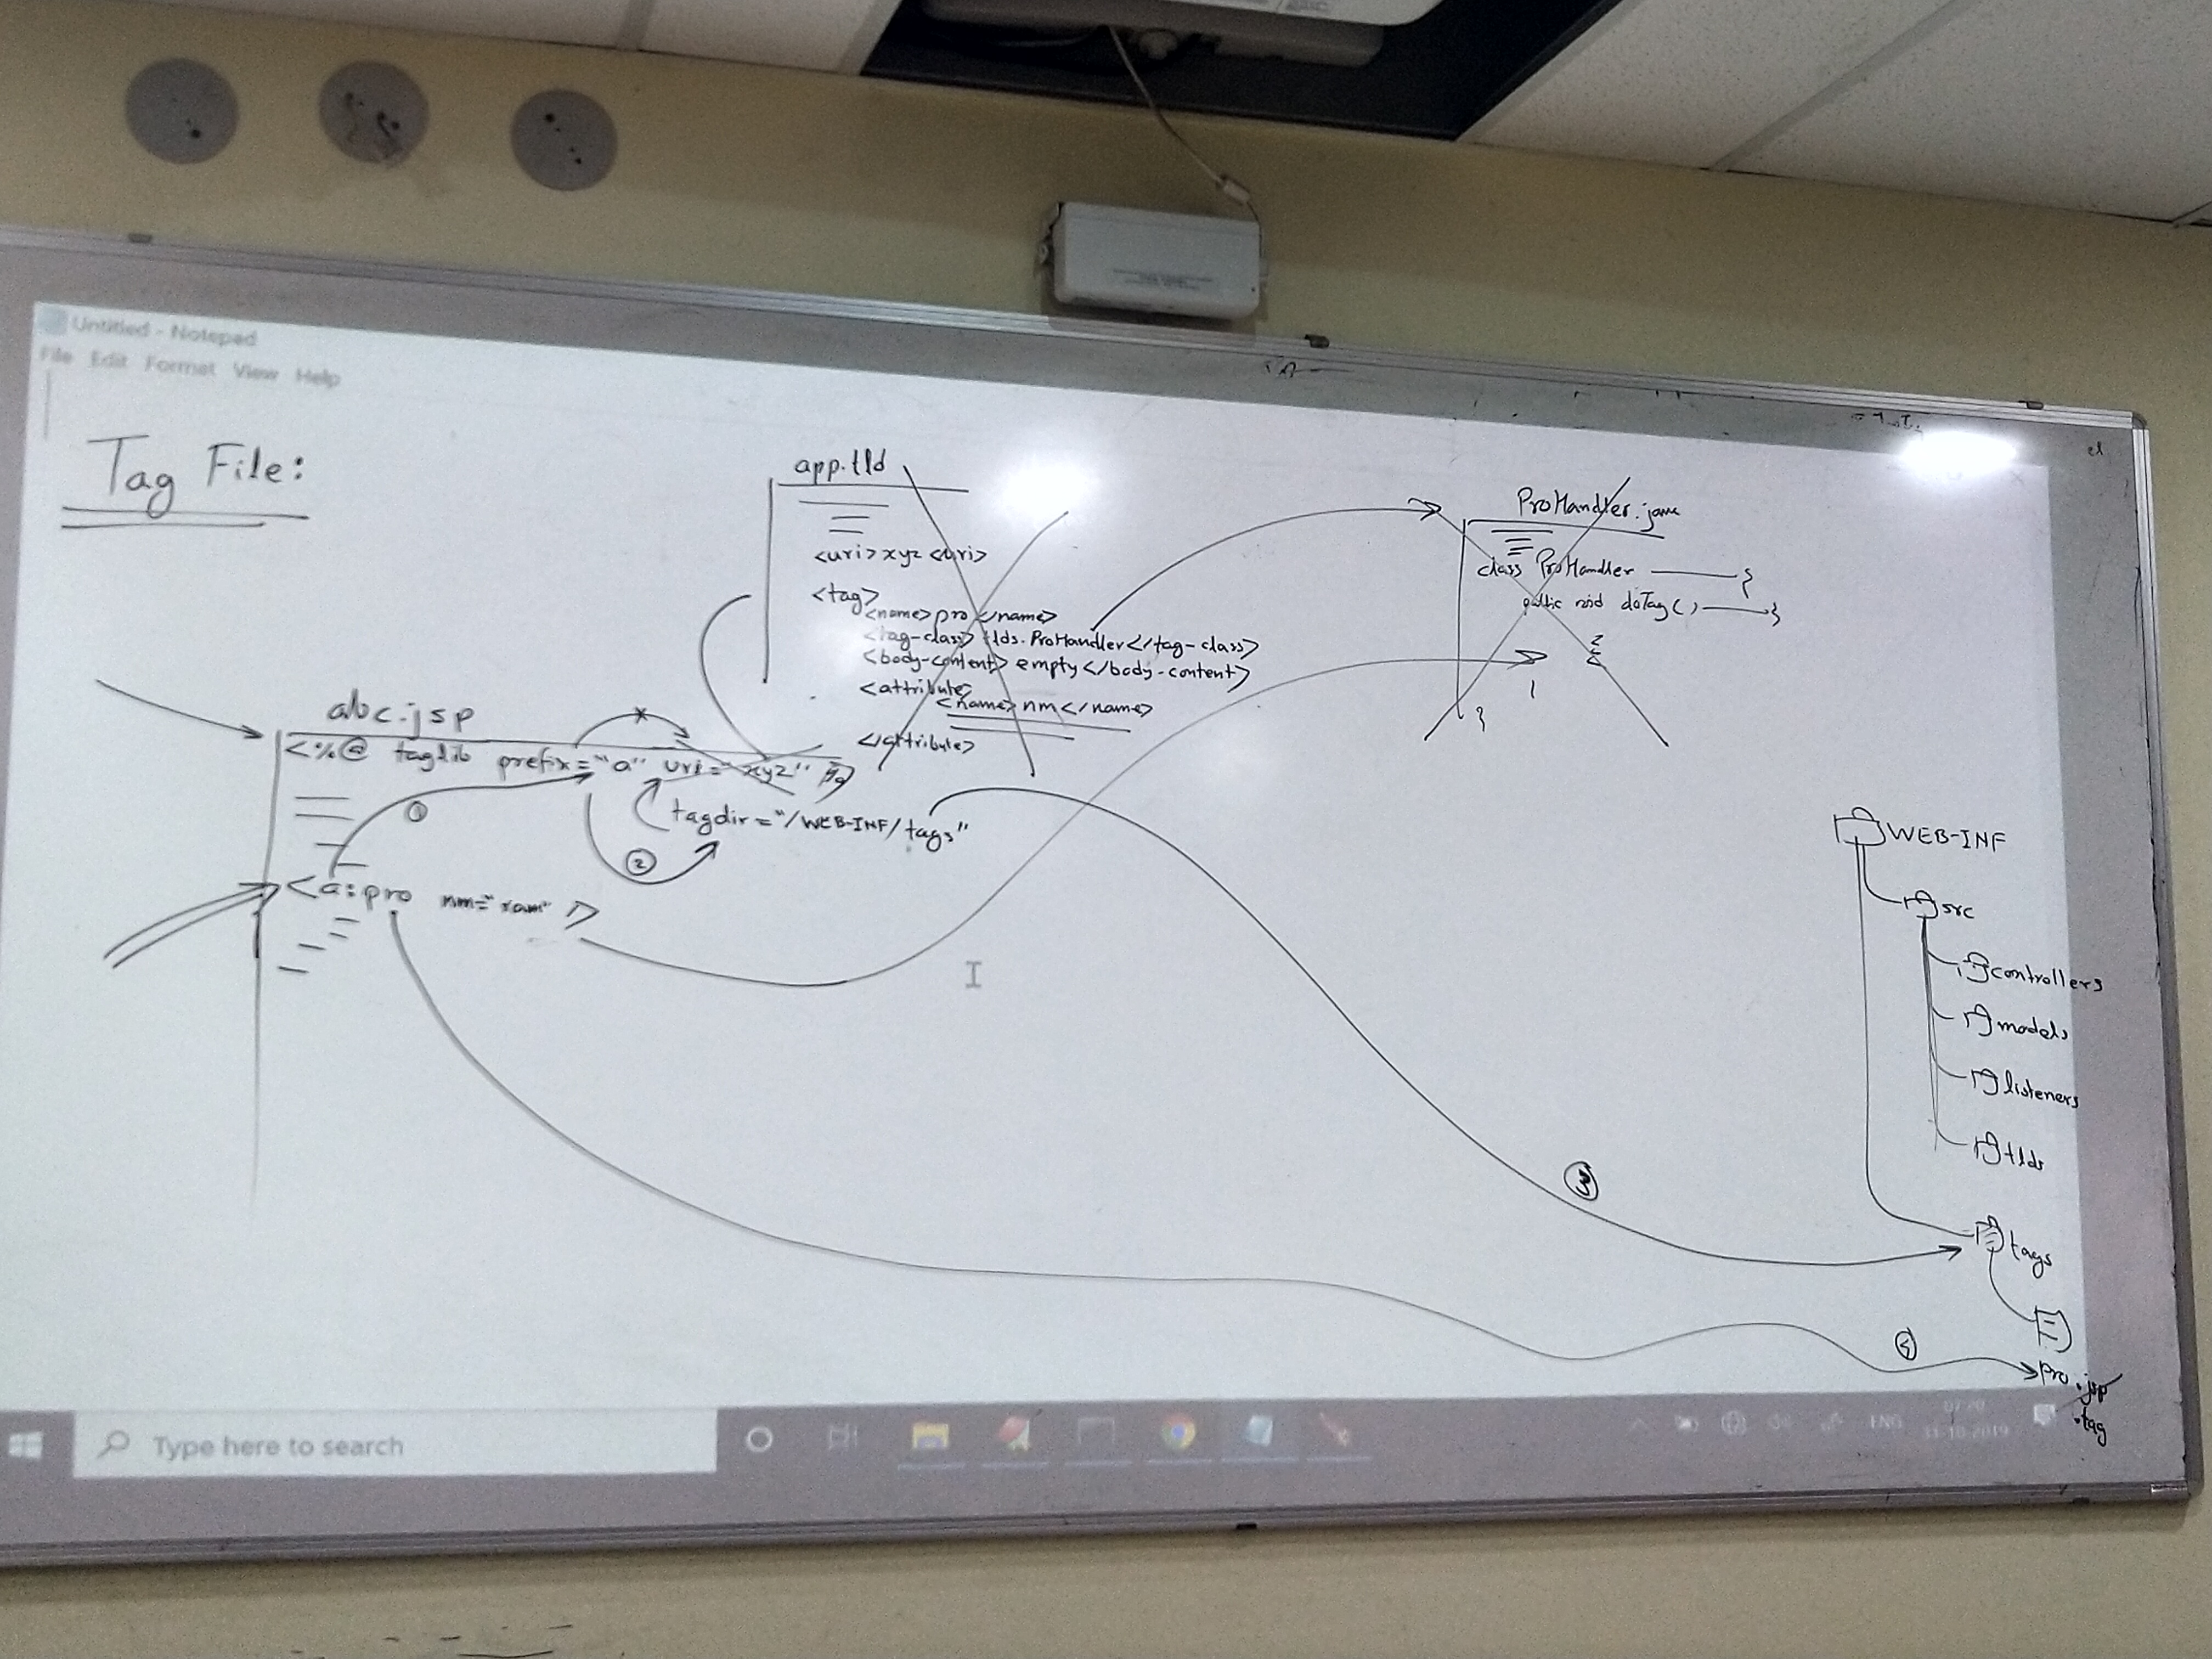 Untitled - Notepad
File Edit Format View Help
Tag File:
app.tld
<uri>xyz<uri>
<tag>
<name>pro</name>
<tag-class>tlds.ProHandler</tag-class>
<body-content>empty</body-content>
<attribute>
<name>nm</name>
</attribute>
ProHandler.java
class ProHandler {
public void doTag() {
}
}
abc.jsp
<%@ taglib prefix="a" uri="xyz" %>
tagdir="/WEB-INF/tags"
①
②
<a:pro nm="ram" />
WEB-INF
src
controllers
models
listeners
tlds
③
tags
pro.jsp
.tag
Type here to search
ENG
07:20
31-10-2019